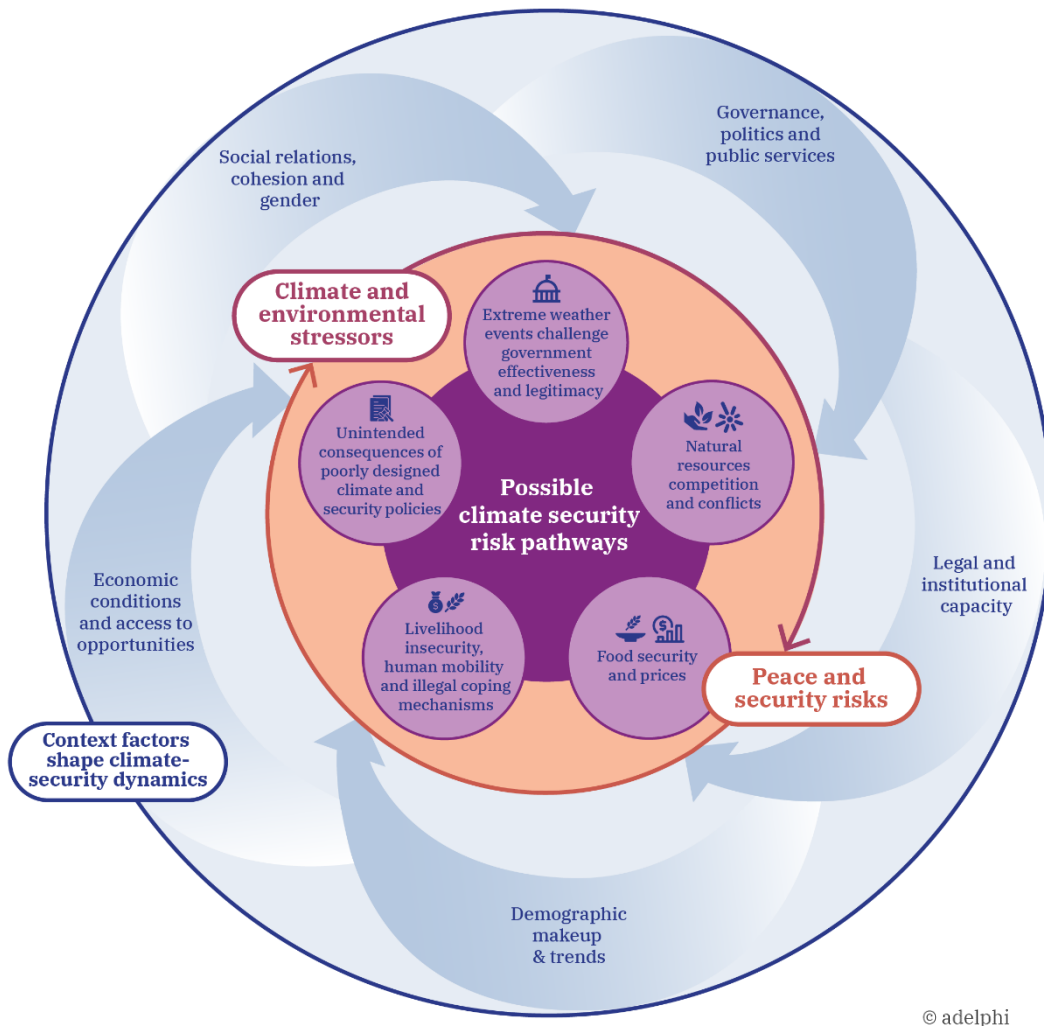 Governance,
politics and
public services
Social relations,
cohesion and
gender
Climate and
environmental
stressors
Extreme weather
events challenge
government
effectiveness
and legitimacy
Unintended
consequences of
poorly designed
climate and
security policies
Natural
resources
competition
and conflicts
Possible
climate security
risk pathways
Legal and
institutional
capacity
Economic
conditions
and access to
opportunities
Livelihood
insecurity,
human mobility
and illegal coping
mechanisms
Food security
and prices
Peace and
security risks
Context factors
shape climate-
security dynamics
Demographic
makeup
& trends
© adelphi